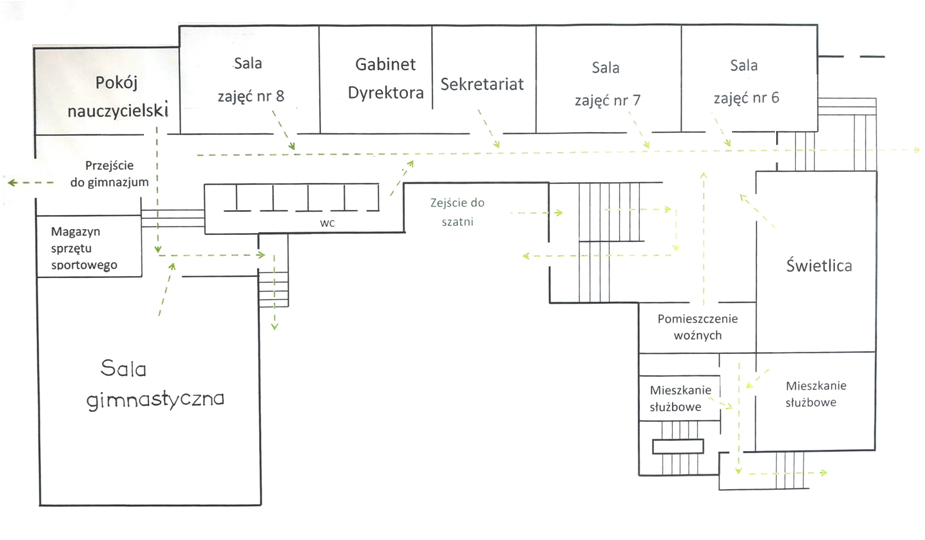 Pokój
nauczycielski
Sala
zajęć nr 8
Gabinet
Dyrektora
Sekretariat
Sala
zajęć nr 7
Sala
zajęć nr 6
Przejście
do gimnazjum
Magazyn
sprzętu
sportowego
WC
Zejście do
szatni
Świetlica
Pomieszczenie
woźnych
Mieszkanie
służbowe
Mieszkanie
służbowe
Sala
gimnastyczna